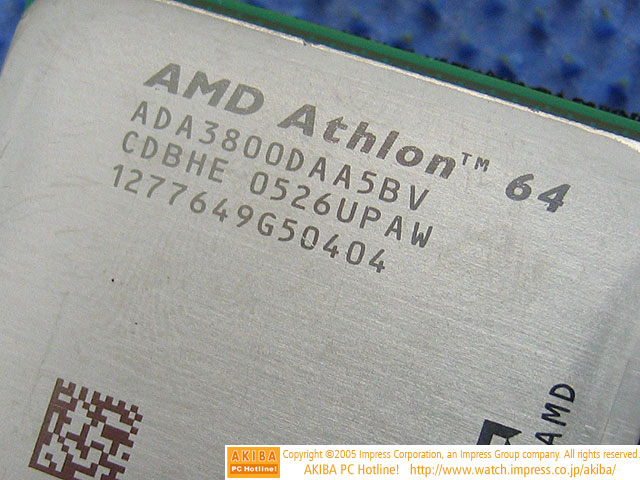 AMD Athlon™ 64
ADA3800DAA5BV
CDBHE 0526UPAW
1277649G50404
AMD
AKIBA
PC Hotline!
Copyright ©2005 Impress Corporation, an Impress Group company. All rights reserved.
AKIBA PC Hotline! http://www.watch.impress.co.jp/akiba/